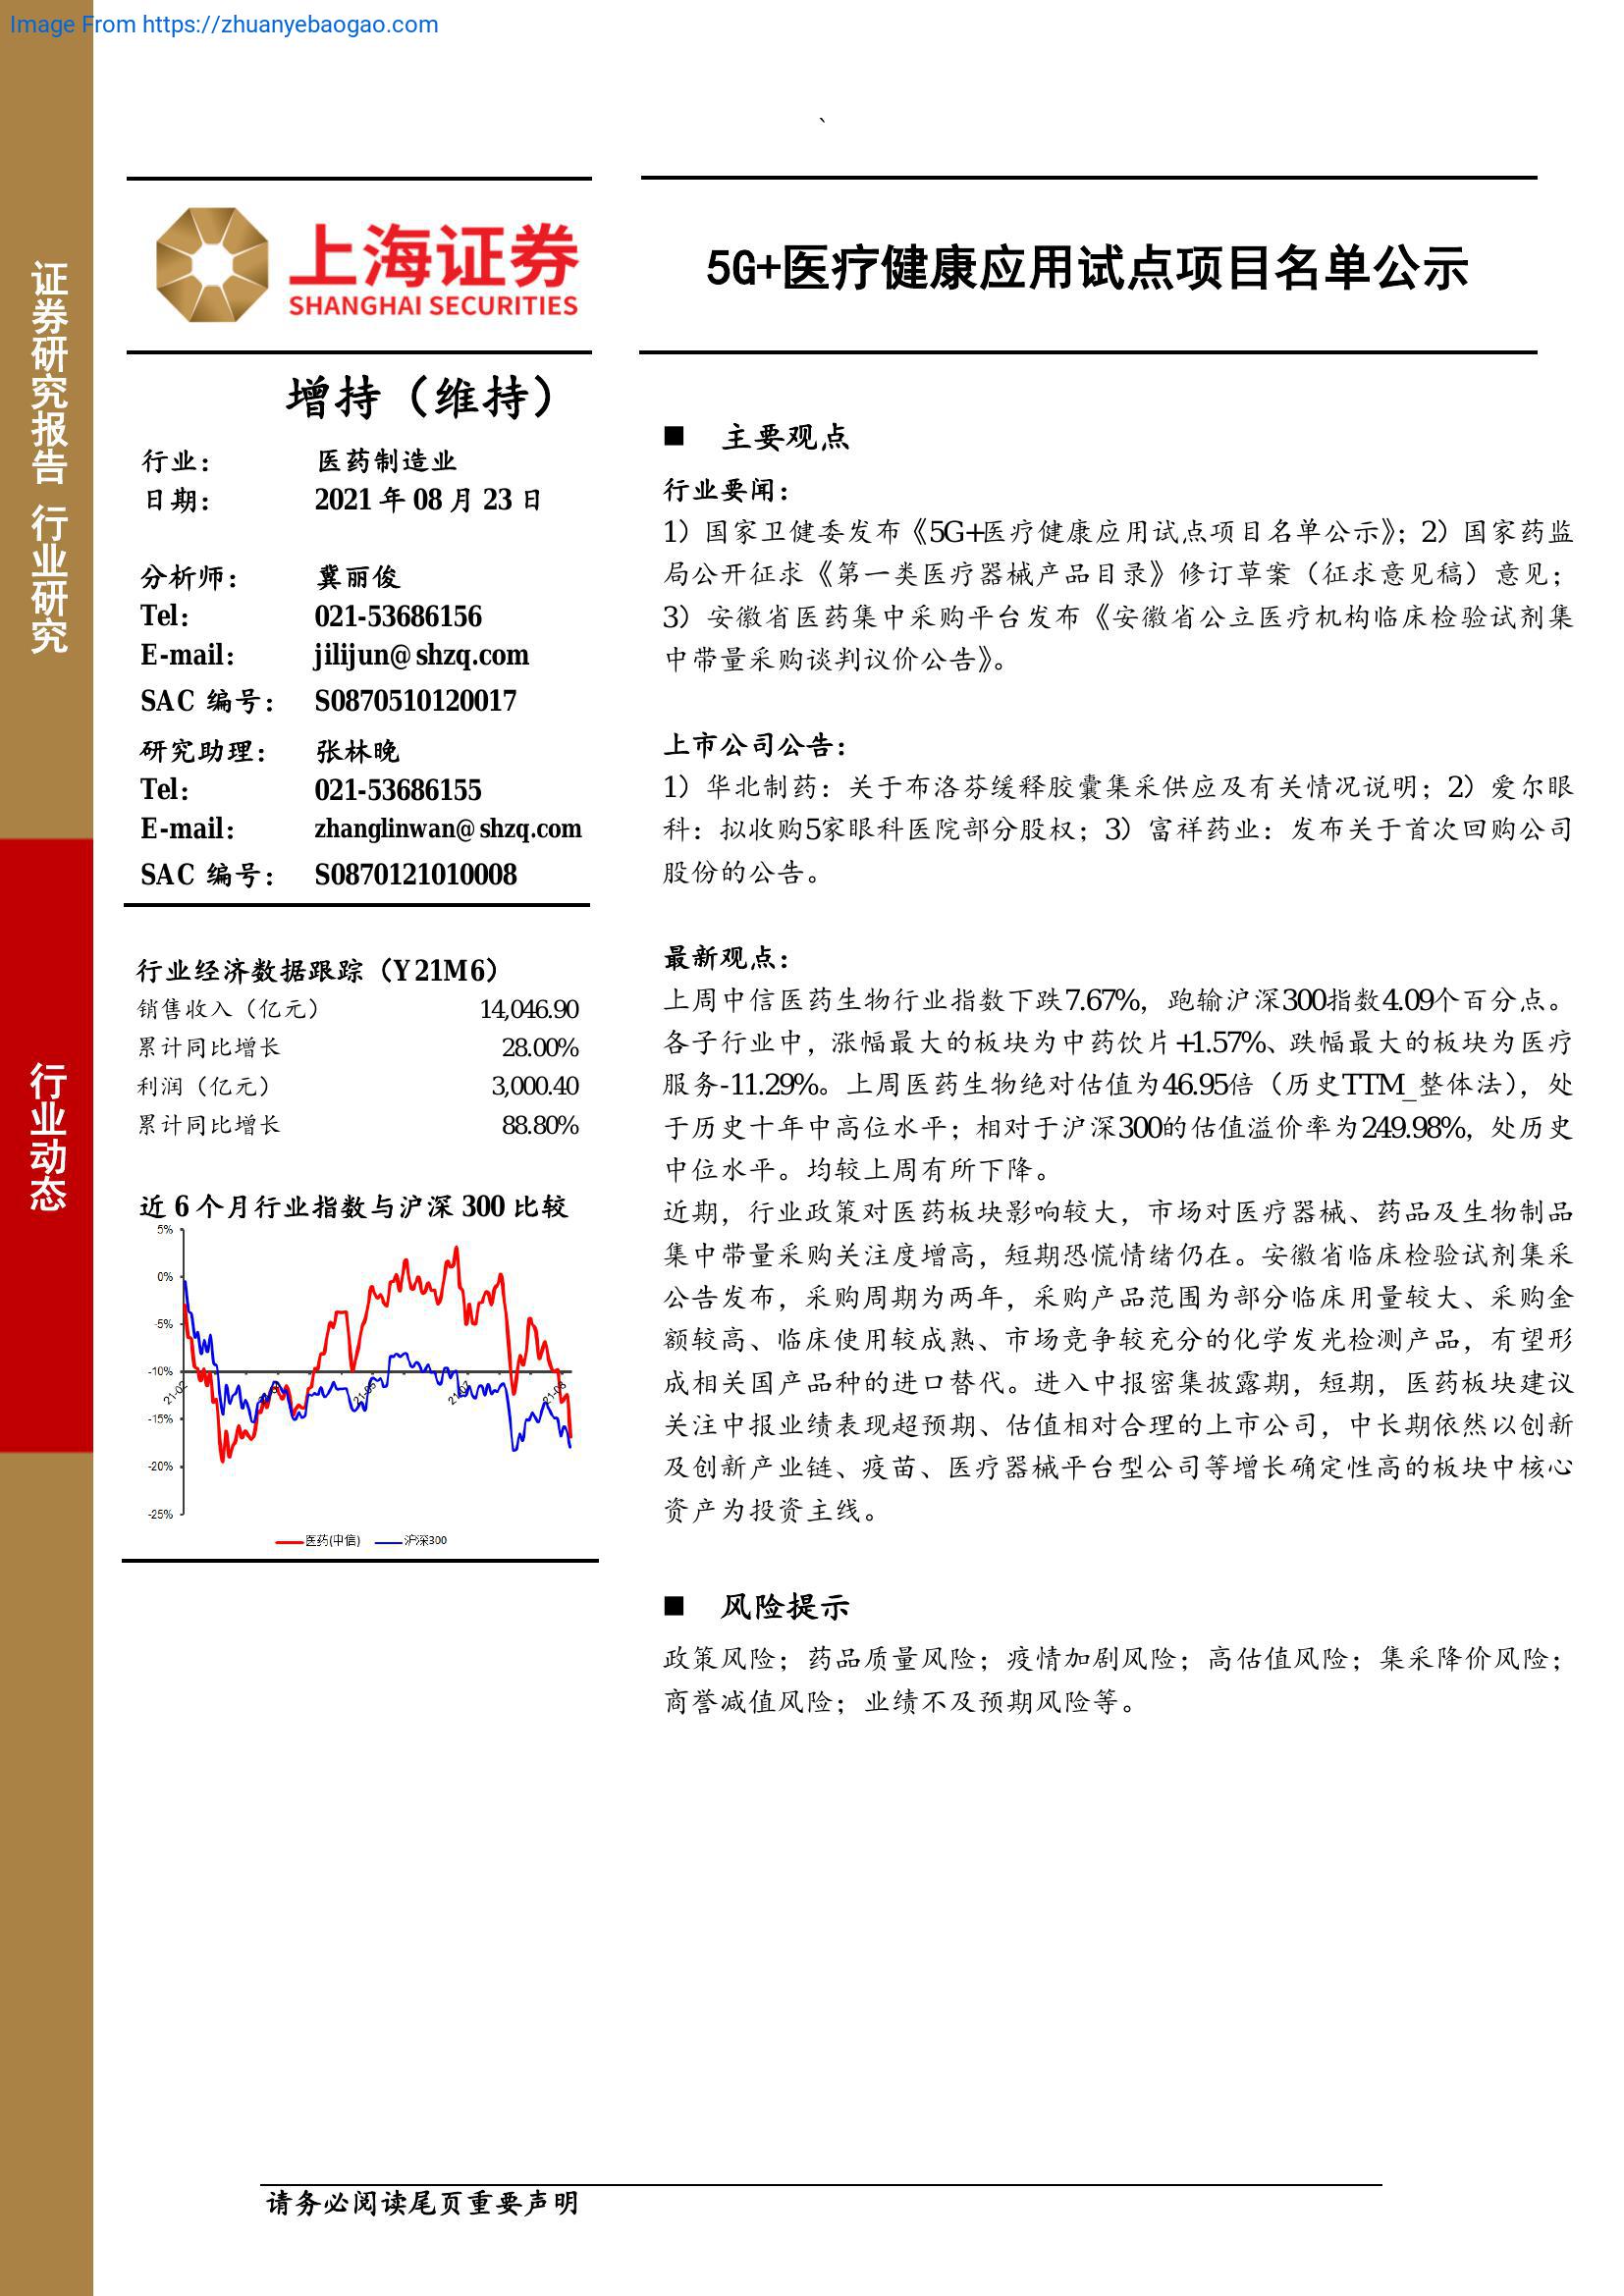 Image From https://zhuanyebaogao.com
、
证券研究报告 行业研究
行业动态
上海证券
SHANGHAI SECURITIES
5G+医疗健康应用试点项目名单公示
增持（维持）
行业： 医药制造业
日期： 2021 年 08 月 23 日
分析师： 冀丽俊
Tel： 021-53686156
E-mail： jilijun@shzq.com
SAC 编号： S0870510120017
研究助理： 张林晚
Tel： 021-53686155
E-mail： zhanglinwan@shzq.com
SAC 编号： S0870121010008
行业经济数据跟踪（Y21M6）
销售收入（亿元） 14,046.90
累计同比增长 28.00%
利润（亿元） 3,000.40
累计同比增长 88.80%
近 6 个月行业指数与沪深 300 比较
5%
0%
-5%
-10%
-15%
-20%
-25%
21-02
21-05
21-07
21-08
医药(中信) 沪深300
■ 主要观点
行业要闻：
1）国家卫健委发布《5G+医疗健康应用试点项目名单公示》；2）国家药监
局公开征求《第一类医疗器械产品目录》修订草案（征求意见稿）意见；
3）安徽省医药集中采购平台发布《安徽省公立医疗机构临床检验试剂集
中带量采购谈判议价公告》。
上市公司公告：
1）华北制药：关于布洛芬缓释胶囊集采供应及有关情况说明；2）爱尔眼
科：拟收购5家眼科医院部分股权；3）富祥药业：发布关于首次回购公司
股份的公告。
最新观点：
上周中信医药生物行业指数下跌7.67%，跑输沪深300指数4.09个百分点。
各子行业中，涨幅最大的板块为中药饮片+1.57%、跌幅最大的板块为医疗
服务-11.29%。上周医药生物绝对估值为46.95倍（历史TTM_整体法），处
于历史十年中高位水平；相对于沪深300的估值溢价率为249.98%，处历史
中位水平。均较上周有所下降。
近期，行业政策对医药板块影响较大，市场对医疗器械、药品及生物制品
集中带量采购关注度增高，短期恐慌情绪仍在。安徽省临床检验试剂集采
公告发布，采购周期为两年，采购产品范围为部分临床用量较大、采购金
额较高、临床使用较成熟、市场竞争较充分的化学发光检测产品，有望形
成相关国产品种的进口替代。进入中报密集披露期，短期，医药板块建议
关注中报业绩表现超预期、估值相对合理的上市公司，中长期依然以创新
及创新产业链、疫苗、医疗器械平台型公司等增长确定性高的板块中核心
资产为投资主线。
■ 风险提示
政策风险；药品质量风险；疫情加剧风险；高估值风险；集采降价风险；
商誉减值风险；业绩不及预期风险等。
请务必阅读尾页重要声明